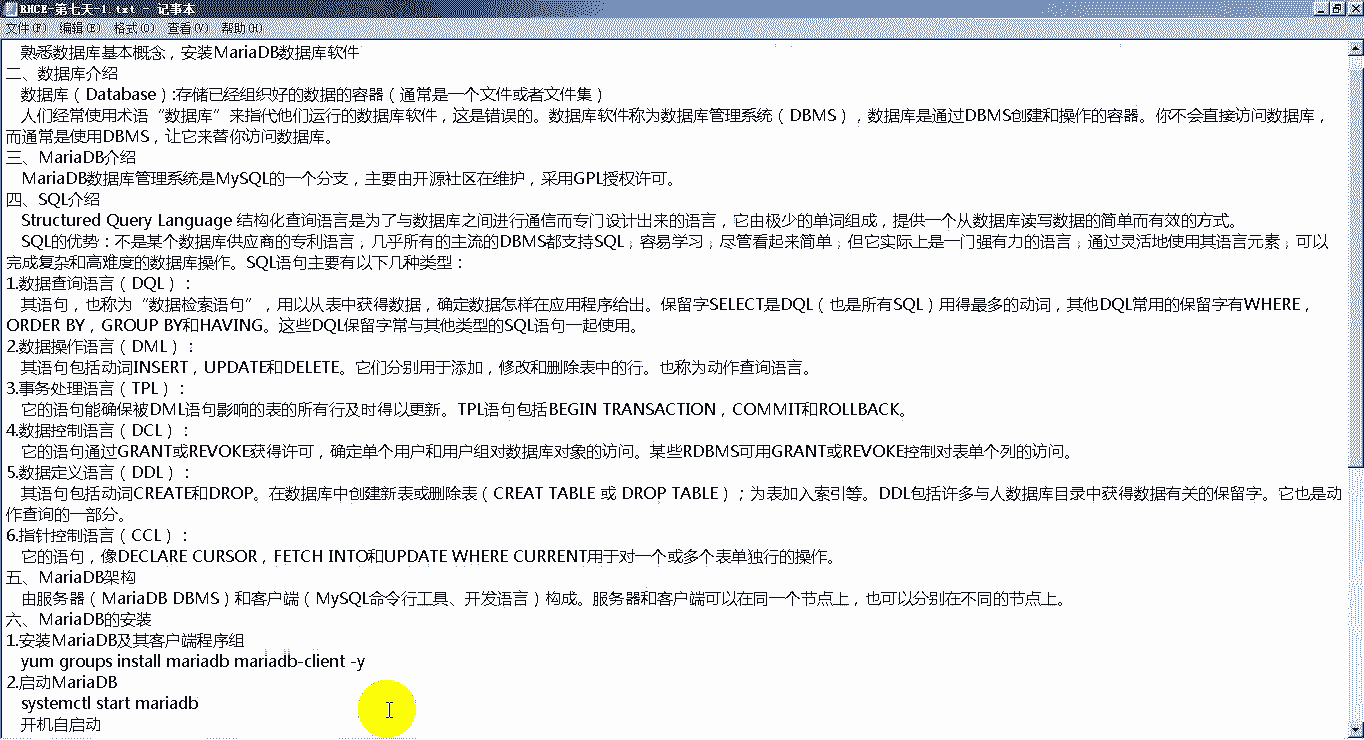 RHCE-第七天-1.txt - 记事本
文件(F) 编辑(E) 格式(O) 查看(V) 帮助(H)
熟悉数据库基本概念，安装MariaDB数据库软件
二、数据库介绍
数据库（Database）:存储已经组织好的数据的容器（通常是一个文件或者文件集）
人们经常使用术语“数据库”来指代他们运行的数据库软件，这是错误的。数据库软件称为数据库管理系统（DBMS），数据库是通过DBMS创建和操作的容器。你不会直接访问数据库，
而通常是使用DBMS，让它来替你访问数据库。
三、MariaDB介绍
MariaDB数据库管理系统是MySQL的一个分支，主要由开源社区在维护，采用GPL授权许可。
四、SQL介绍
Structured Query Language 结构化查询语言是为了与数据库之间进行通信而专门设计出来的语言，它由极少的单词组成，提供一个从数据库读写数据的简单而有效的方式。
SQL的优势：不是某个数据库供应商的专利语言，几乎所有的主流的DBMS都支持SQL；容易学习；尽管看起来简单，但它实际上是一门强有力的语言，通过灵活地使用其语言元素，可以
完成复杂和高难度的数据库操作。SQL语句主要有以下几种类型：
1.数据查询语言（DQL）：
其语句，也称为“数据检索语句”，用以从表中获得数据，确定数据怎样在应用程序给出。保留字SELECT是DQL（也是所有SQL）用得最多的动词，其他DQL常用的保留字有WHERE，
ORDER BY，GROUP BY和HAVING。这些DQL保留字常与其他类型的SQL语句一起使用。
2.数据操作语言（DML）：
其语句包括动词INSERT，UPDATE和DELETE。它们分别用于添加，修改和删除表中的行。也称为动作查询语言。
3.事务处理语言（TPL）：
它的语句能确保被DML语句影响的表的所有行及时得以更新。TPL语句包括BEGIN TRANSACTION，COMMIT和ROLLBACK。
4.数据控制语言（DCL）：
它的语句通过GRANT或REVOKE获得许可，确定单个用户和用户组对数据库对象的访问。某些RDBMS可用GRANT或REVOKE控制对表单个列的访问。
5.数据定义语言（DDL）：
其语句包括动词CREATE和DROP。在数据库中创建新表或删除表（CREAT TABLE 或 DROP TABLE）；为表加入索引等。DDL包括许多与人数据库目录中获得数据有关的保留字。它也是动
作查询的一部分。
6.指针控制语言（CCL）：
它的语句，像DECLARE CURSOR，FETCH INTO和UPDATE WHERE CURRENT用于对一个或多个表单独行的操作。
五、MariaDB架构
由服务器（MariaDB DBMS）和客户端（MySQL命令行工具、开发语言）构成。服务器和客户端可以在同一个节点上，也可以分别在不同的节点上。
六、MariaDB的安装
1.安装MariaDB及其客户端程序组
yum groups install mariadb mariadb-client -y
2.启动MariaDB
systemctl start mariadb
开机自启动